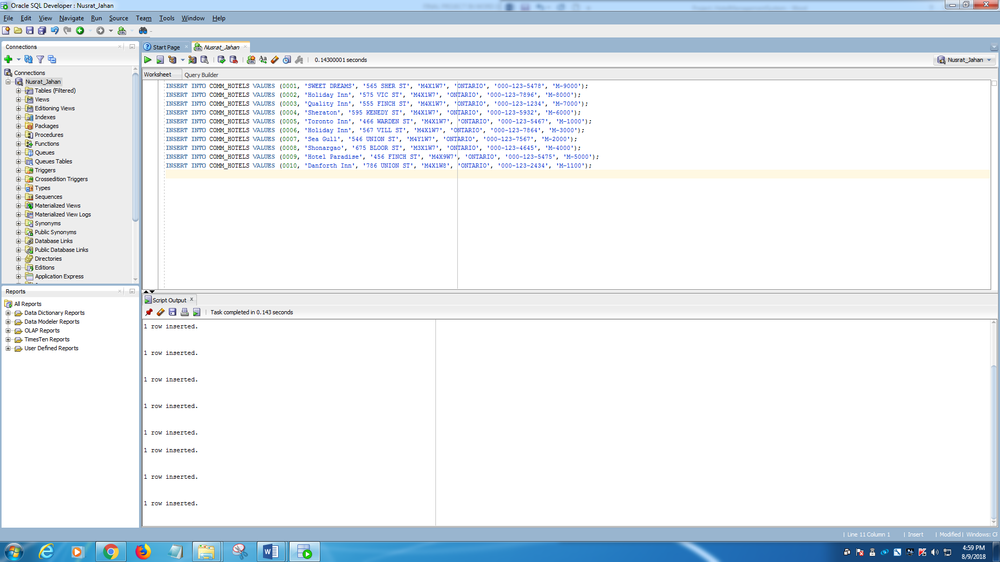 Oracle SQL Developer : Nusrat_Jahan
File Edit View Navigate Run Source Team Tools Window Help
Connections
Connections
Nusrat_Jahan
Tables (Filtered)
Views
Editioning Views
Indexes
Packages
Procedures
Functions
Queues
Queues Tables
Triggers
Crossedition Triggers
Types
Sequences
Materialized Views
Materialized View Logs
Synonyms
Public Synonyms
Database Links
Public Database Links
Directories
Editions
Application Express
Reports
All Reports
Data Dictionary Reports
Data Modeler Reports
OLAP Reports
TimesTen Reports
User Defined Reports
Start Page
Nusrat_Jahan
0.14300001 seconds
Nusrat_Jahan
Worksheet Query Builder
INSERT INTO COMM_HOTELS VALUES (0001, 'SWEET DREAMS', '565 SHER ST', 'M4X1W7', 'ONTARIO', '000-123-5478', 'M-9000');
INSERT INTO COMM_HOTELS VALUES (0002, 'Holiday Inn', '575 VIC ST', 'M4X1W7', 'ONTARIO', '000-123-7896', 'M-8000');
INSERT INTO COMM_HOTELS VALUES (0003, 'Quality Inn', '555 FINCH ST', 'M4X1W7', 'ONTARIO', '000-123-1234', 'M-7000');
INSERT INTO COMM_HOTELS VALUES (0004, 'Sheraton', '595 KENEDY ST', 'M4X1W7', 'ONTARIO', '000-123-5932', 'M-6000');
INSERT INTO COMM_HOTELS VALUES (0005, 'Toronto Inn', '466 WARDEN ST', 'M4X1W7', 'ONTARIO', '000-123-5467', 'M-1000');
INSERT INTO COMM_HOTELS VALUES (0006, 'Holiday Inn', '567 VILL ST', 'M4X1W7', 'ONTARIO', '000-123-7864', 'M-3000');
INSERT INTO COMM_HOTELS VALUES (0007, 'Sea Gull', '546 UNION ST', 'M4Y1W7', 'ONTARIO', '000-123-7567', 'M-2000');
INSERT INTO COMM_HOTELS VALUES (0008, 'Shonargao', '675 BLOOR ST', 'M3X1W7', 'ONTARIO', '000-123-4645', 'M-4000');
INSERT INTO COMM_HOTELS VALUES (0009, 'Hotel Paradise', '456 FINCH ST', 'M4X9W7', 'ONTARIO', '000-123-5475', 'M-5000');
INSERT INTO COMM_HOTELS VALUES (0010, 'Danforth Inn', '786 UNION ST', 'M4X1W8', 'ONTARIO', '000-123-2434', 'M-1100');
Script Output
Task completed in 0.143 seconds
1 row inserted.
1 row inserted.
1 row inserted.
1 row inserted.
1 row inserted.
1 row inserted.
1 row inserted.
1 row inserted.
Line 11 Column 1 Insert Modified Windows: CF
4:59 PM
8/9/2018